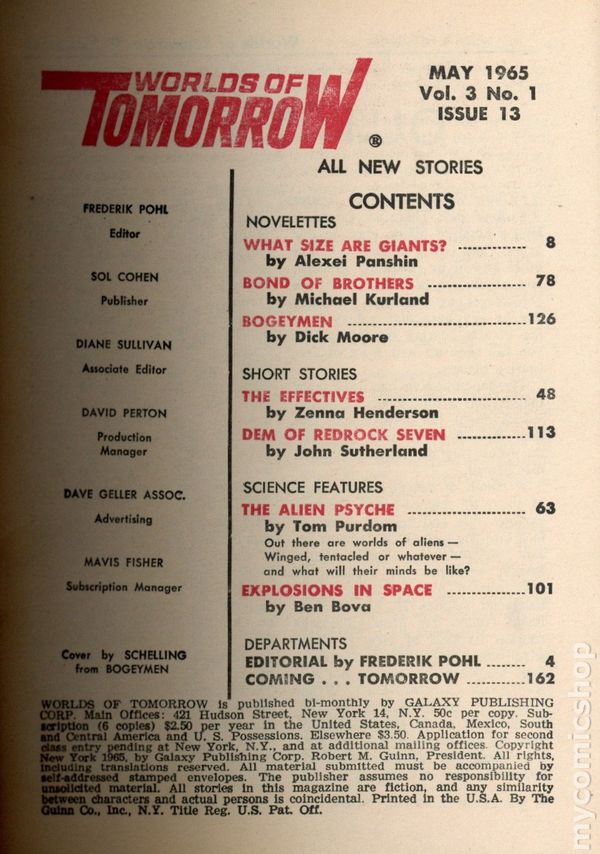 WORLDS OF
TOMORROW ®
MAY 1965
Vol. 3 No. 1
ISSUE 13
ALL NEW STORIES
FREDERIK POHL
Editor
SOL COHEN
Publisher
DIANE SULLIVAN
Associate Editor
DAVID PERTON
Production
Manager
DAVE GELLER ASSOC.
Advertising
MAVIS FISHER
Subscription Manager
Cover by SCHELLING
from BOGEYMEN
CONTENTS
NOVELETTES
WHAT SIZE ARE GIANTS? ............. 8
by Alexei Panshin
BOND OF BROTHERS ................... 78
by Michael Kurland
BOGEYMEN .................................126
by Dick Moore
SHORT STORIES
THE EFFECTIVES ............................ 48
by Zenna Henderson
DEM OF REDROCK SEVEN .............113
by John Sutherland
SCIENCE FEATURES
THE ALIEN PSYCHE ........................ 63
by Tom Purdom
Out there are worlds of aliens —
Winged, tentacled or whatever —
and what will their minds be like?
EXPLOSIONS IN SPACE ...............101
by Ben Bova
DEPARTMENTS
EDITORIAL by FREDERIK POHL ........ 4
COMING . . . TOMORROW ............162
WORLDS OF TOMORROW is published bi-monthly by GALAXY PUBLISHING
CORP. Main Offices: 421 Hudson Street, New York 14, N.Y. 50c per copy. Sub-
scription (6 copies) $2.50 per year in the United States, Canada, Mexico, South
and Central America and U. S. Possessions. Elsewhere $3.50. Application for second
class entry pending at New York, N.Y., and at additional mailing offices. Copyright
New York 1965, by Galaxy Publishing Corp. Robert M. Guinn, President. All rights,
including translations reserved. All material submitted must be accompanied by
self-addressed stamped envelopes. The publisher assumes no responsibility for
unsolicited material. All stories in this magazine are fiction, and any similarity
between characters and actual persons is coincidental. Printed in the U.S.A. By The
Guinn Co., Inc., N.Y. Title Reg. U.S. Pat. Off.
mycomicshop